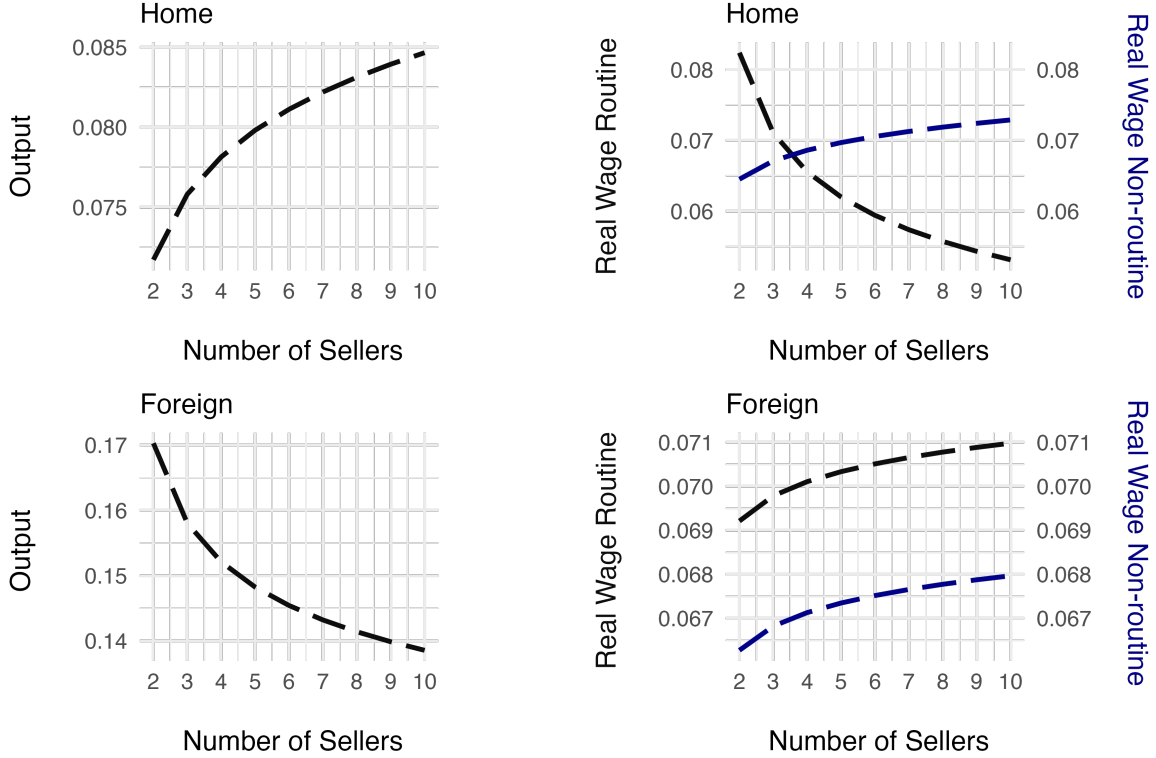 Home
Output
0.085
0.080
0.075
2 3 4 5 6 7 8 9 10
Number of Sellers
Home
Real Wage Routine
0.08
0.07
0.06
0.08
0.07
0.06
Real Wage Non-routine
2 3 4 5 6 7 8 9 10
Number of Sellers
Foreign
Output
0.17
0.16
0.15
0.14
2 3 4 5 6 7 8 9 10
Number of Sellers
Foreign
Real Wage Routine
0.071
0.070
0.069
0.068
0.067
0.071
0.070
0.069
0.068
0.067
Real Wage Non-routine
2 3 4 5 6 7 8 9 10
Number of Sellers